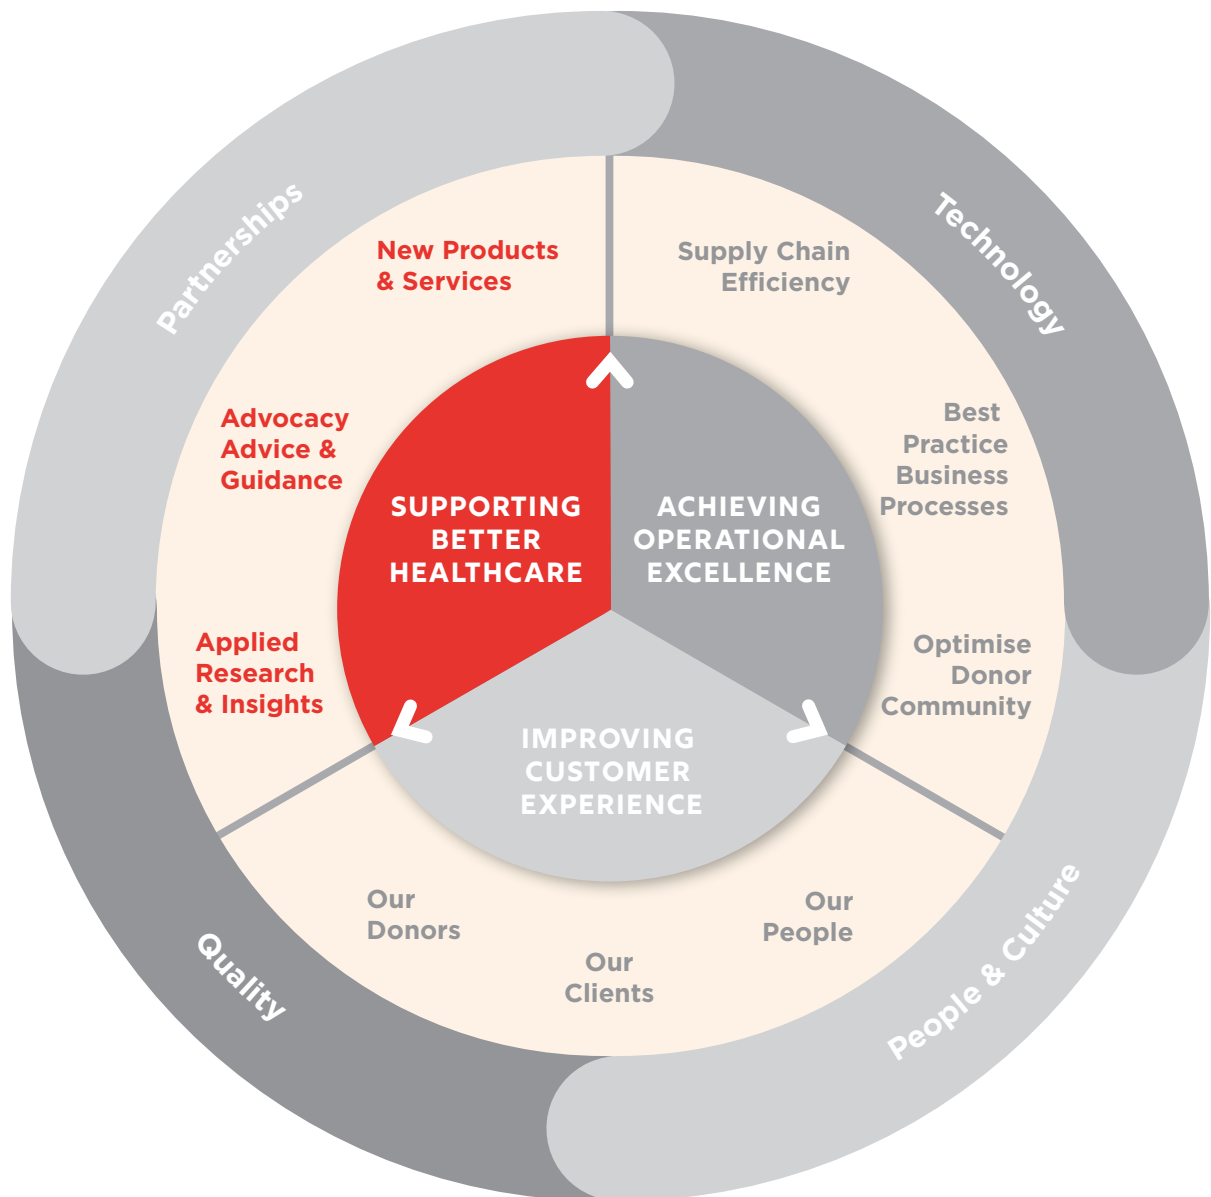 Partnerships
Technology
New Products
& Services
Supply Chain
Efficiency
Advocacy
Advice &
Guidance
Best
Practice
Business
Processes
SUPPORTING
BETTER
HEALTHCARE
ACHIEVING
OPERATIONAL
EXCELLENCE
Applied
Research
& Insights
Optimise
Donor
Community
IMPROVING
CUSTOMER
EXPERIENCE
Our
Donors
Our
Clients
Our
People
Quality
People & Culture